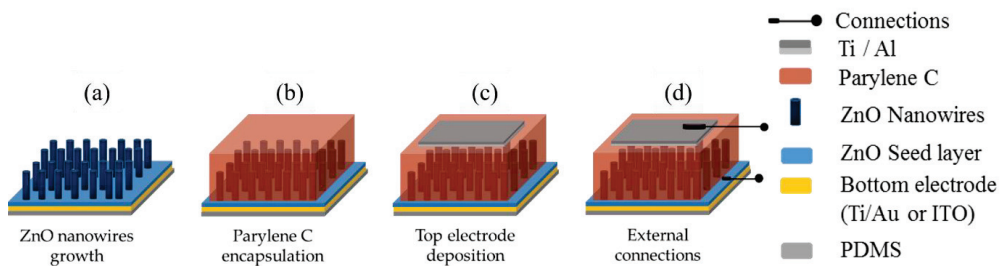 (a)
(b)
(c)
(d)
ZnO nanowires
growth
Parylene C
encapsulation
Top electrode
deposition
External
connections
Connections
Ti / Al
Parylene C
ZnO Nanowires
ZnO Seed layer
Bottom electrode
(Ti/Au or ITO)
PDMS